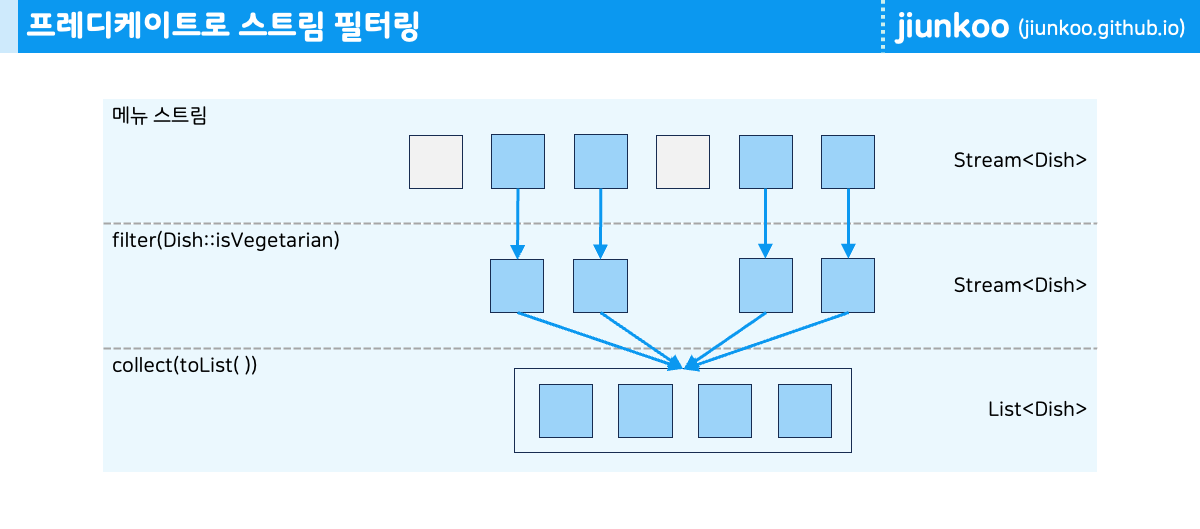 프레디케이트로 스트림 필터링
jiunkoo (jiunkoo.github.io)
메뉴 스트림
Stream<Dish>
filter(Dish::isVegetarian)
Stream<Dish>
collect(toList( ))
List<Dish>